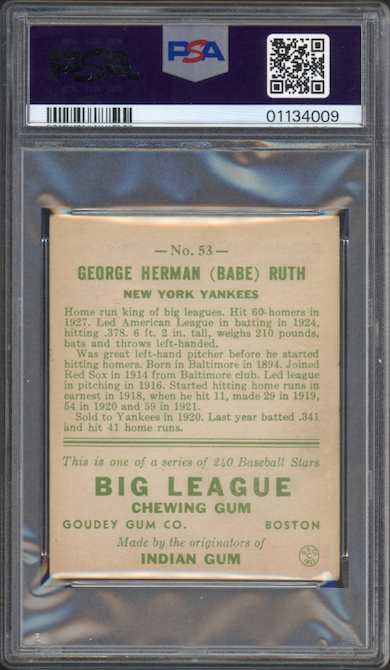 PSA
PSA
01134009
— No. 53 —
GEORGE HERMAN (BABE) RUTH
NEW YORK YANKEES
Home run king of big leagues. Hit 60-homers in
1927. Led American League in batting in 1924,
hitting .378. 6 ft. 2 in. tall, weighs 210 pounds,
bats and throws left-handed.
Was great left-hand pitcher before he started
hitting homers. Born in Baltimore in 1894. Joined
Red Sox in 1914 from Baltimore club. Led league
in pitching in 1916. Started hitting home runs in
earnest in 1918, when he hit 11, made 29 in 1919,
54 in 1920 and 59 in 1921.
Sold to Yankees in 1920. Last year batted .341
and hit 41 home runs.
This is one of a series of 240 Baseball Stars
BIG LEAGUE
CHEWING GUM
GOUDEY GUM CO. BOSTON
Made by the originators of
INDIAN GUM